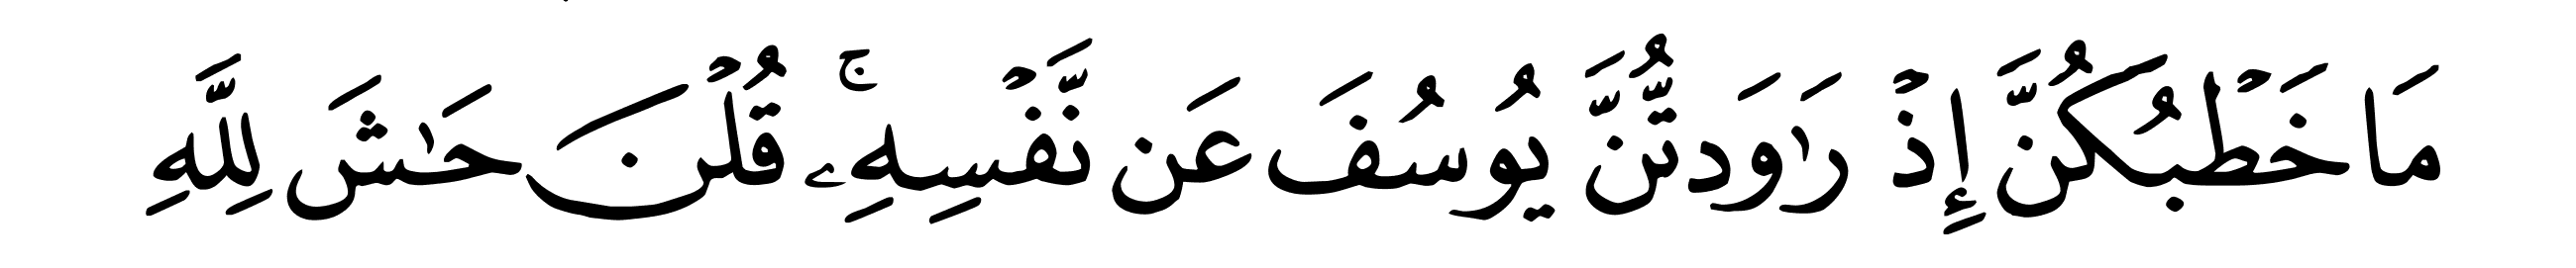 مَا خَطۡبُكُنَّ إِذۡ رَٰوَدتُّنَّ يُوسُفَ عَن نَّفۡسِهِۦۚ قُلۡنَ حَٰشَ لِلَّهِ